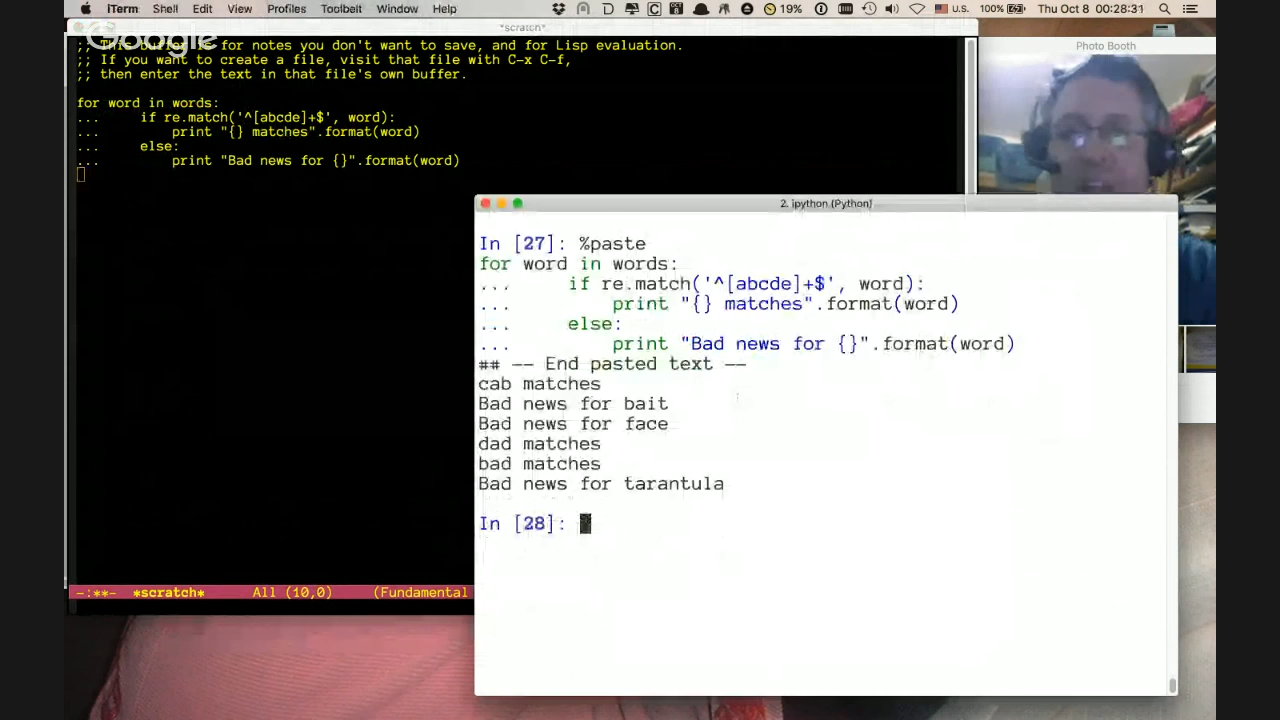 iTerm Shell Edit View Profiles Toolbelt Window Help 19% U.S. 100% Thu Oct 8 00:28:31
*scratch*
Google
Photo Booth
;; This buffer is for notes you don't want to save, and for Lisp evaluation.
;; If you want to create a file, visit that file with C-x C-f,
;; then enter the text in that file's own buffer.
for word in words:
... if re.match('^[abcde]+$', word):
... print "{} matches".format(word)
... else:
... print "Bad news for {}".format(word)
-:**- *scratch* All (10,0) (Fundamental
2. ipython (Python)
In [27]: %paste
for word in words:
... if re.match('^[abcde]+$', word):
... print "{} matches".format(word)
... else:
... print "Bad news for {}".format(word)
## -- End pasted text --
cab matches
Bad news for bait
Bad news for face
dad matches
bad matches
Bad news for tarantula
In [28]: